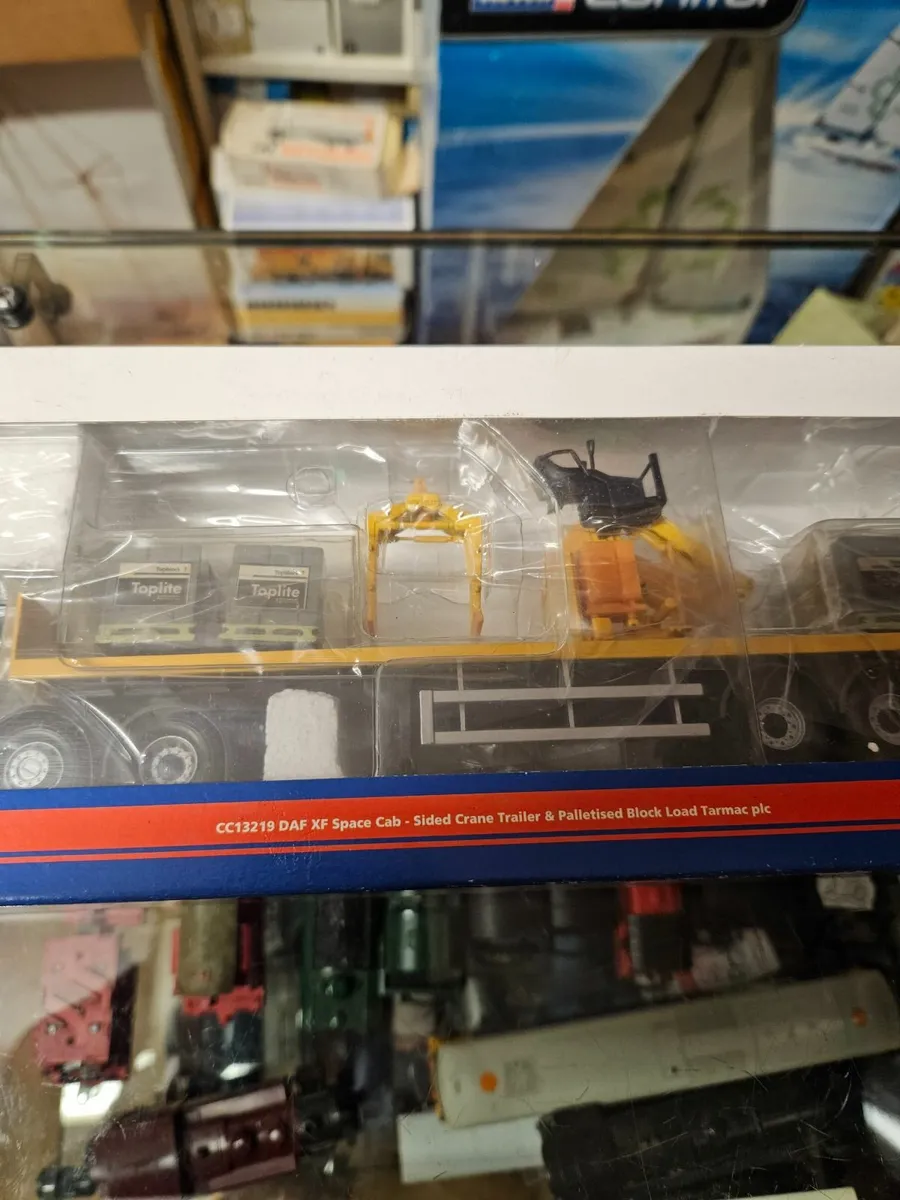 Toplite
Toplite
CC13219 DAF XF Space Cab - Sided Crane Trailer & Palletised Block Load Tarmac plc